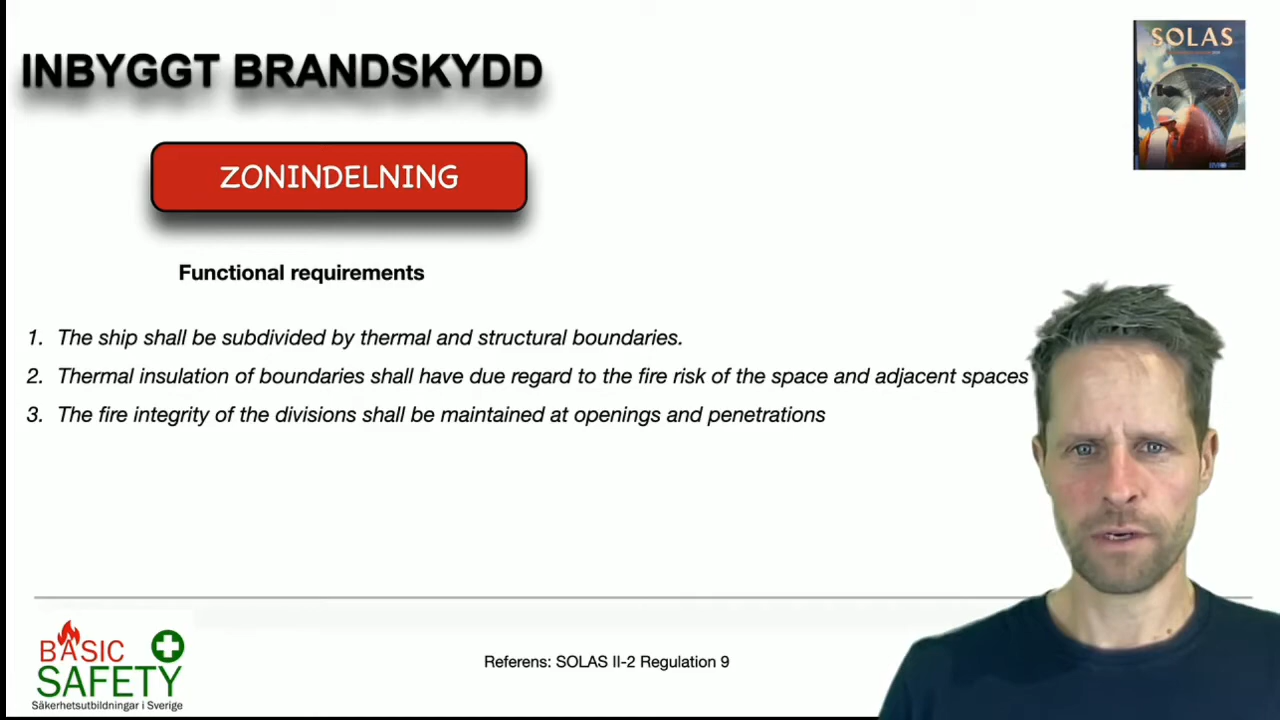 INBYGGT BRANDSKYDD
SOLAS
ZONINDELNING
Functional requirements
1. The ship shall be subdivided by thermal and structural boundaries.
2. Thermal insulation of boundaries shall have due regard to the fire risk of the space and adjacent spaces
3. The fire integrity of the divisions shall be maintained at openings and penetrations
BASIC
SAFETY
Säkerhetsutbildningar i Sverige
Referens: SOLAS II-2 Regulation 9